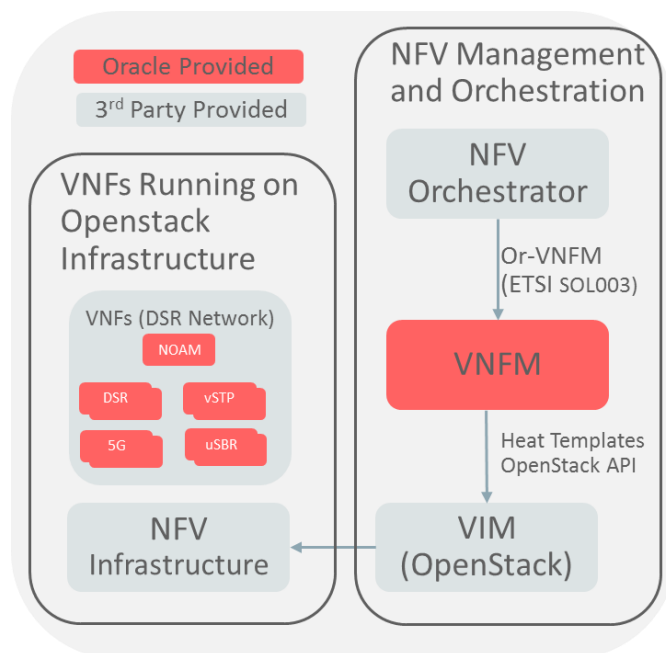 Oracle Provided
3rd Party Provided
VNFs Running on
Openstack
Infrastructure
VNFs (DSR Network)
NOAM
DSR
vSTP
5G
uSBR
NFV
Infrastructure
NFV Management
and Orchestration
NFV
Orchestrator
Or-VNFM
(ETSI SOL003)
VNFM
Heat Templates
OpenStack API
VIM
(OpenStack)